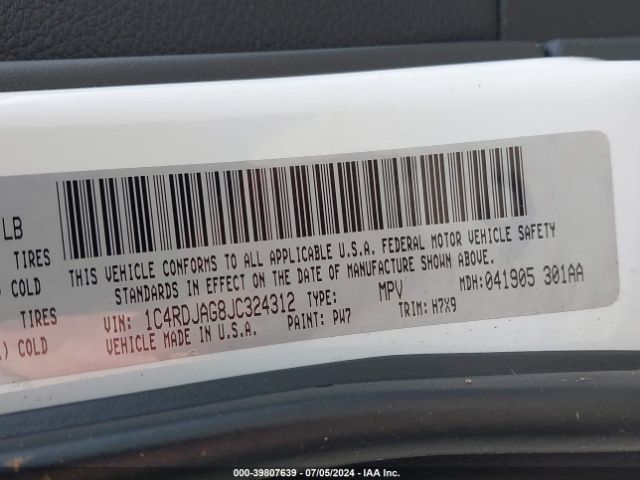 LB
TIRES
COLD
TIRES
) COLD
THIS VEHICLE CONFORMS TO ALL APPLICABLE U.S.A. FEDERAL MOTOR VEHICLE SAFETY
STANDARDS IN EFFECT ON THE DATE OF MANUFACTURE SHOWN ABOVE.
VIN: 1C4RDJAG8JC324312 TYPE: MPV MDH:041905 301AA
VEHICLE MADE IN U.S.A. PAINT: PW7 TRIM: H7X9
000-39807639 - 07/05/2024 - IAA Inc.